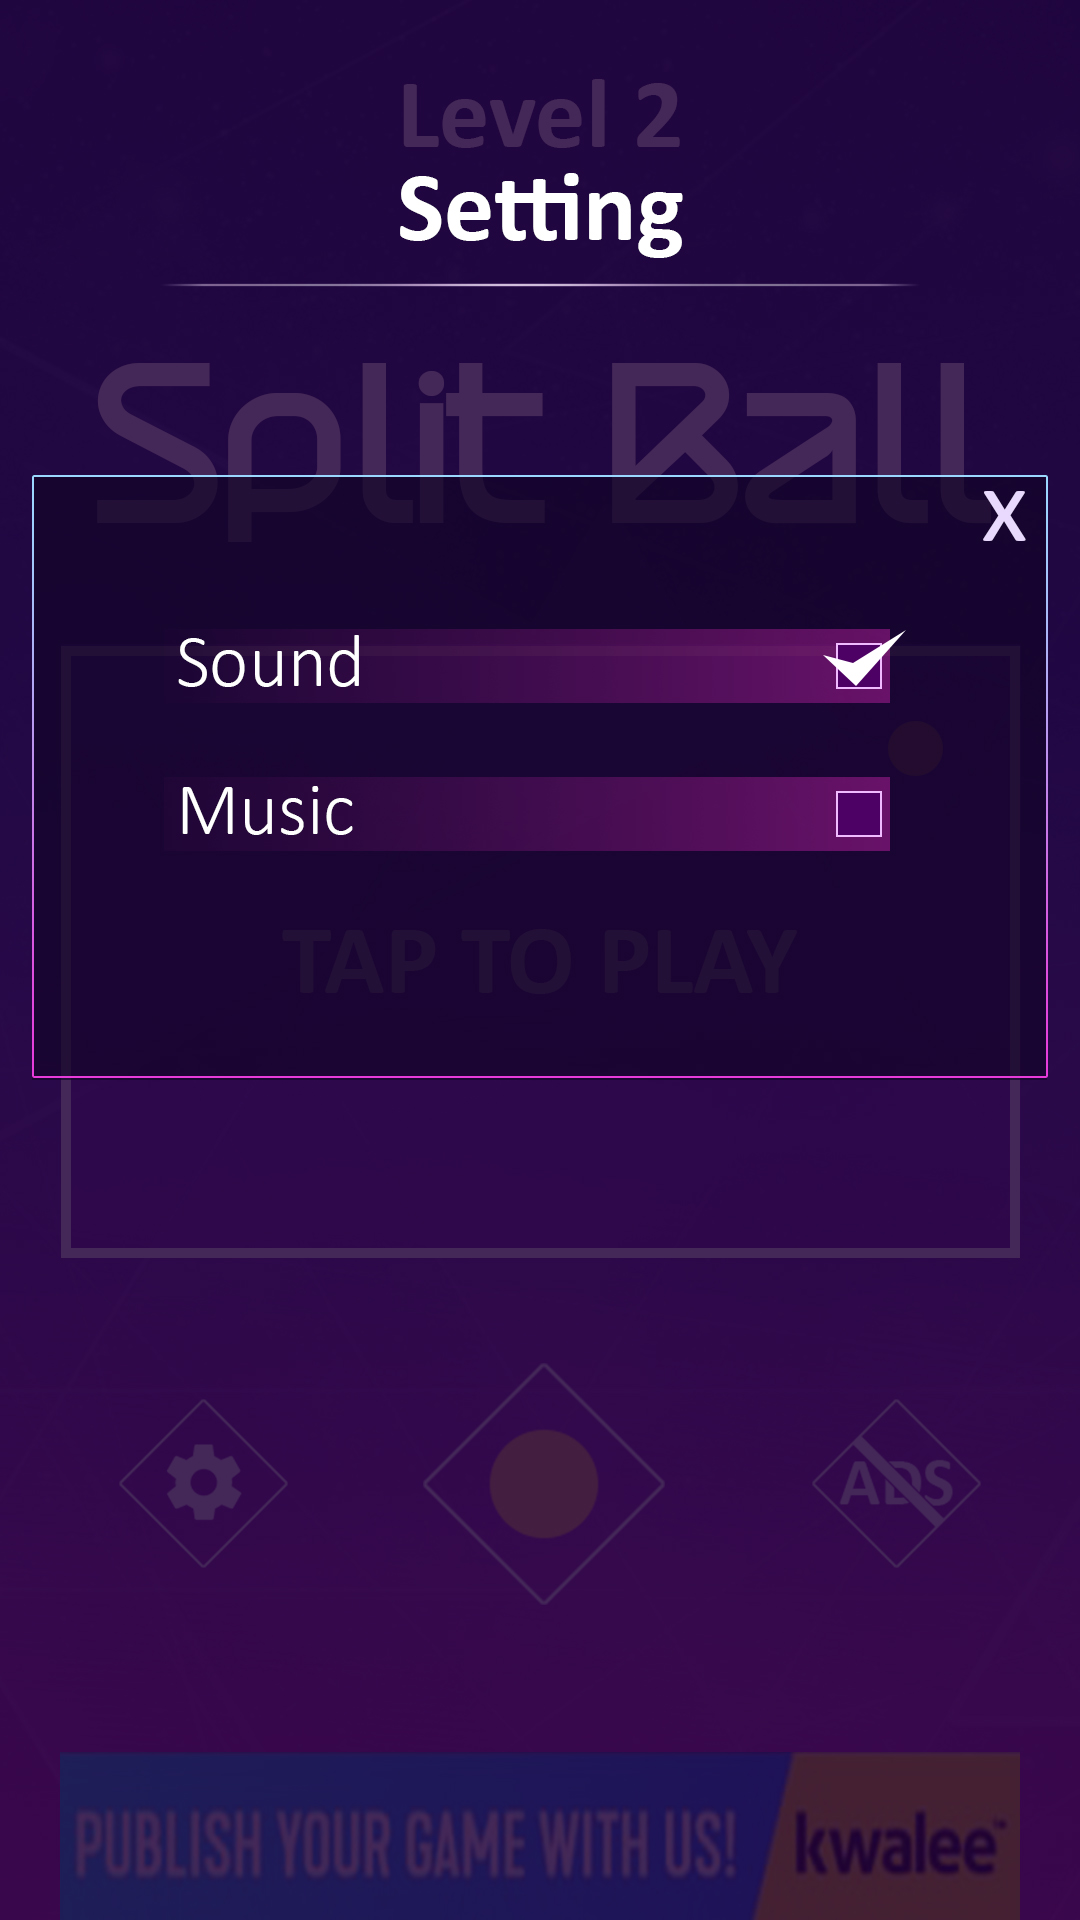 Level 2
Setting
Split Ball
X
Sound
Music
TAP TO PLAY
ADS
PUBLISH YOUR GAME WITH US! kwalee